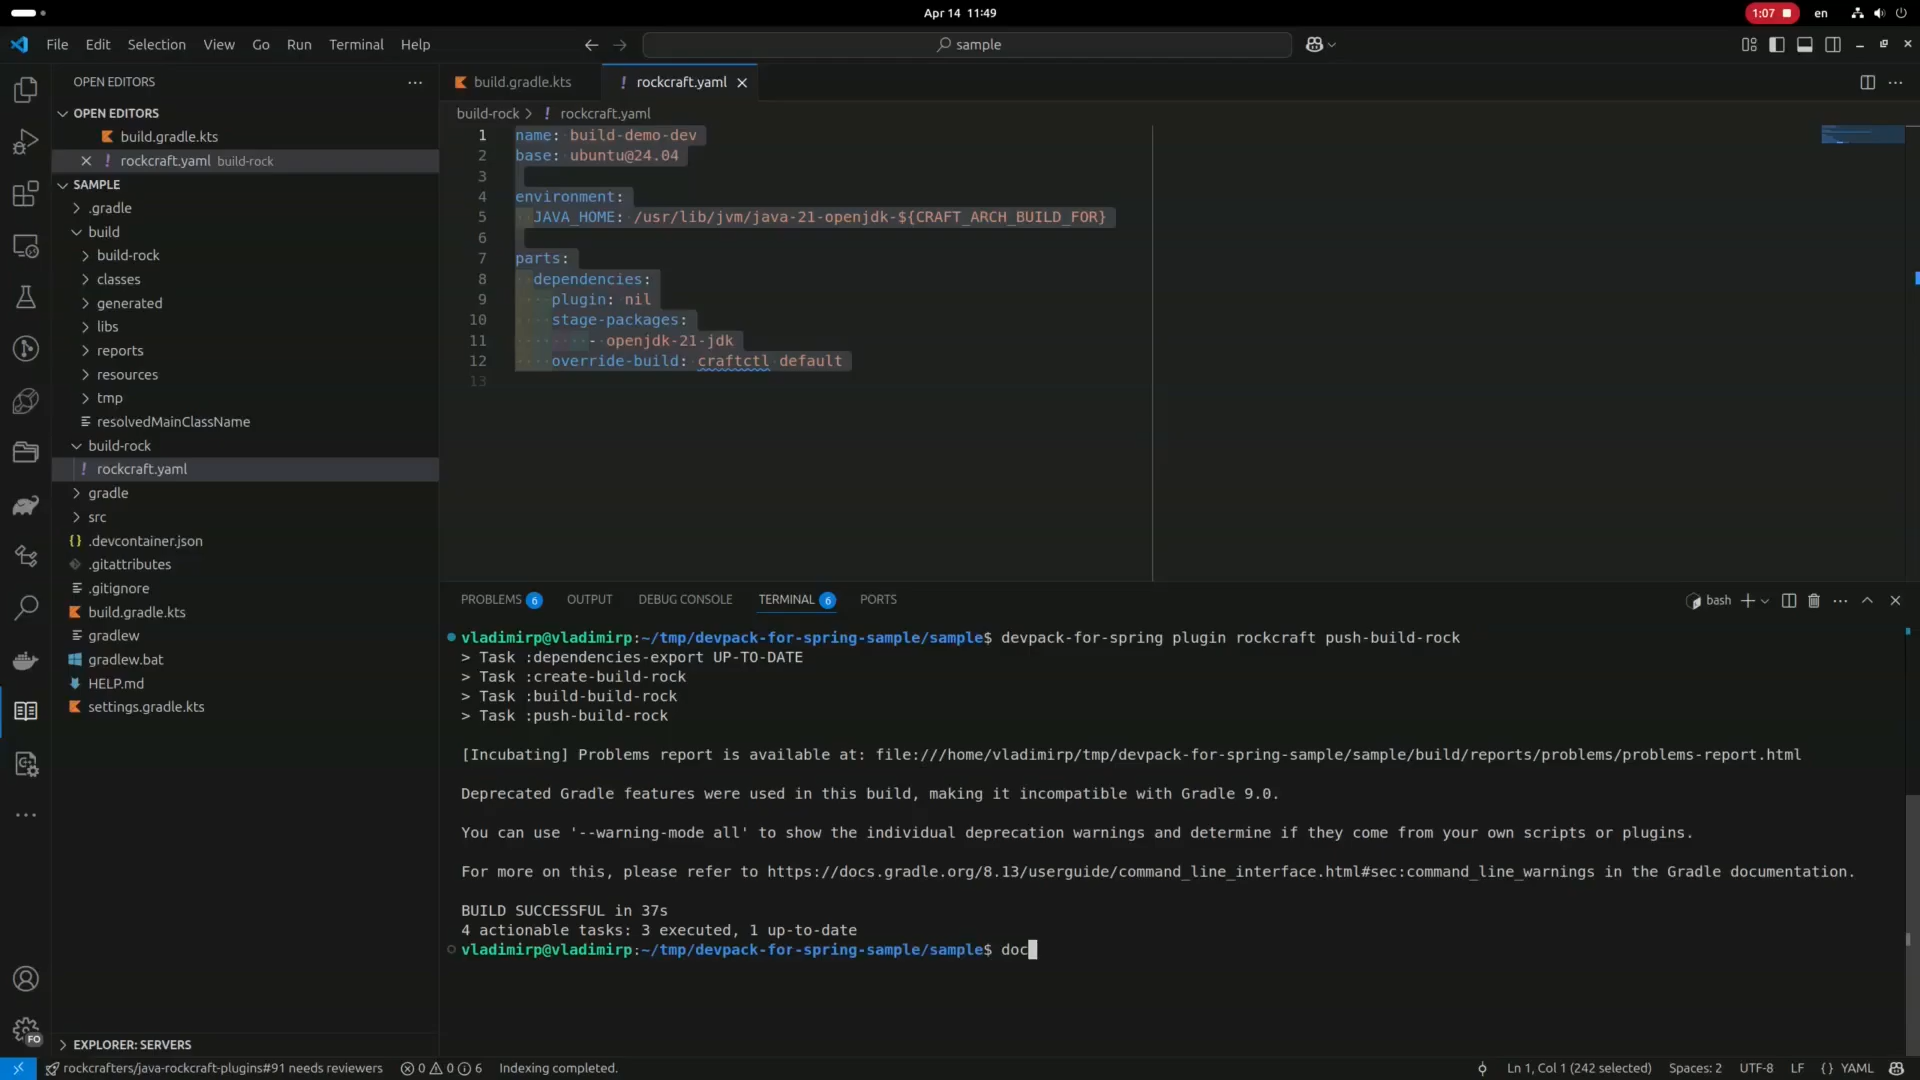 Apr 14 11:49
1:07
en
File Edit Selection View Go Run Terminal Help
sample
OPEN EDITORS
OPEN EDITORS
build.gradle.kts
rockcraft.yaml build-rock
SAMPLE
.gradle
build
build-rock
classes
generated
libs
reports
resources
tmp
resolvedMainClassName
build-rock
rockcraft.yaml
gradle
src
.devcontainer.json
.gitattributes
.gitignore
build.gradle.kts
gradlew
gradlew.bat
HELP.md
settings.gradle.kts
EXPLORER: SERVERS
build.gradle.kts
rockcraft.yaml
build-rock > ! rockcraft.yaml
1 name: build-demo-dev
2 base: ubuntu@24.04
3
4 environment:
5 JAVA_HOME: /usr/lib/jvm/java-21-openjdk-${CRAFT_ARCH_BUILD_FOR}
6
7 parts:
8 dependencies:
9 plugin: nil
10 stage-packages:
11 - openjdk-21-jdk
12 override-build: craftctl default
13
PROBLEMS 6 OUTPUT DEBUG CONSOLE TERMINAL 6 PORTS
bash
vladimirp@vladimirp:~/tmp/devpack-for-spring-sample/sample$ devpack-for-spring plugin rockcraft push-build-rock
> Task :dependencies-export UP-TO-DATE
> Task :create-build-rock
> Task :build-build-rock
> Task :push-build-rock
[Incubating] Problems report is available at: file:///home/vladimirp/tmp/devpack-for-spring-sample/sample/build/reports/problems/problems-report.html
Deprecated Gradle features were used in this build, making it incompatible with Gradle 9.0.
You can use '--warning-mode all' to show the individual deprecation warnings and determine if they come from your own scripts or plugins.
For more on this, please refer to https://docs.gradle.org/8.13/userguide/command_line_interface.html#sec:command_line_warnings in the Gradle documentation.
BUILD SUCCESSFUL in 37s
4 actionable tasks: 3 executed, 1 up-to-date
vladimirp@vladimirp:~/tmp/devpack-for-spring-sample/sample$ doc
FO
rockcrafters/java-rockcraft-plugins#91 needs reviewers 0 0 6 Indexing completed.
Ln 1, Col 1 (242 selected) Spaces: 2 UTF-8 LF {} YAML